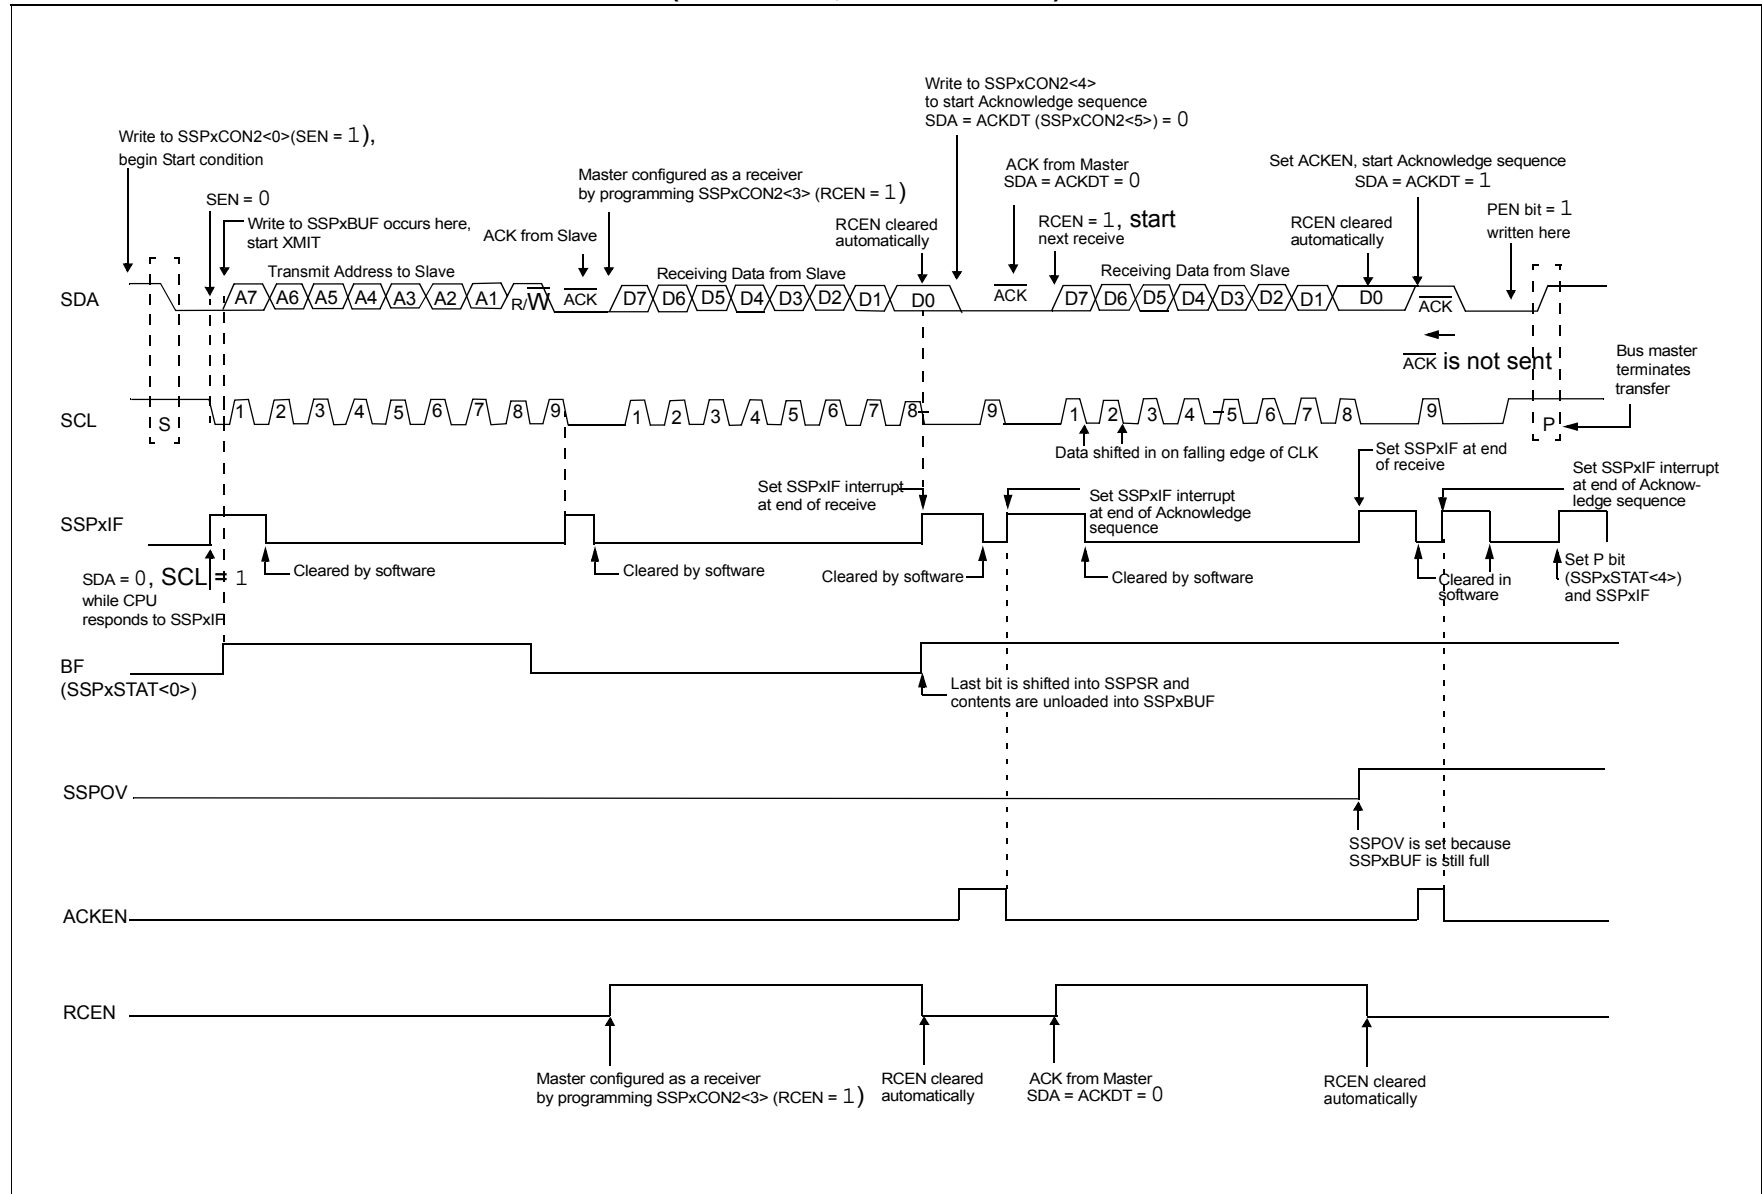 Write to SSPxCON2<4>
to start Acknowledge sequence
SDA = ACKDT (SSPxCON2<5>) = 0
Write to SSPxCON2<0>(SEN = 1),
begin Start condition
ACK from Master
SDA = ACKDT = 0
Set ACKEN, start Acknowledge sequence
SDA = ACKDT = 1
Master configured as a receiver
by programming SSPxCON2<3> (RCEN = 1)
SEN = 0
PEN bit = 1
written here
Write to SSPxBUF occurs here,
start XMIT
ACK from Slave
RCEN cleared
automatically
RCEN = 1, start
next receive
RCEN cleared
automatically
Transmit Address to Slave
Receiving Data from Slave
Receiving Data from Slave
SDA
A7 A6 A5 A4 A3 A2 A1 R/W ACK D7 D6 D5 D4 D3 D2 D1 D0 ACK D7 D6 D5 D4 D3 D2 D1 D0 ACK
ACK is not sent
Bus master
terminates
transfer
SCL
S 1 2 3 4 5 6 7 8 9 1 2 3 4 5 6 7 8 9 1 2 3 4 5 6 7 8 9 P
Data shifted in on falling edge of CLK
Set SSPxIF at end
of receive
Set SSPxIF interrupt
at end of receive
Set SSPxIF interrupt
at end of Acknowledge
sequence
Set SSPxIF interrupt
at end of Acknow-
ledge sequence
SSPxIF
SDA = 0, SCL = 1
while CPU
responds to SSPxIF
Cleared by software
Cleared by software
Cleared by software
Cleared by software
Cleared in
software
Set P bit
(SSPxSTAT<4>)
and SSPxIF
BF
(SSPxSTAT<0>)
Last bit is shifted into SSPSR and
contents are unloaded into SSPxBUF
SSPOV
SSPOV is set because
SSPxBUF is still full
ACKEN
RCEN
Master configured as a receiver
by programming SSPxCON2<3> (RCEN = 1)
RCEN cleared
automatically
ACK from Master
SDA = ACKDT = 0
RCEN cleared
automatically